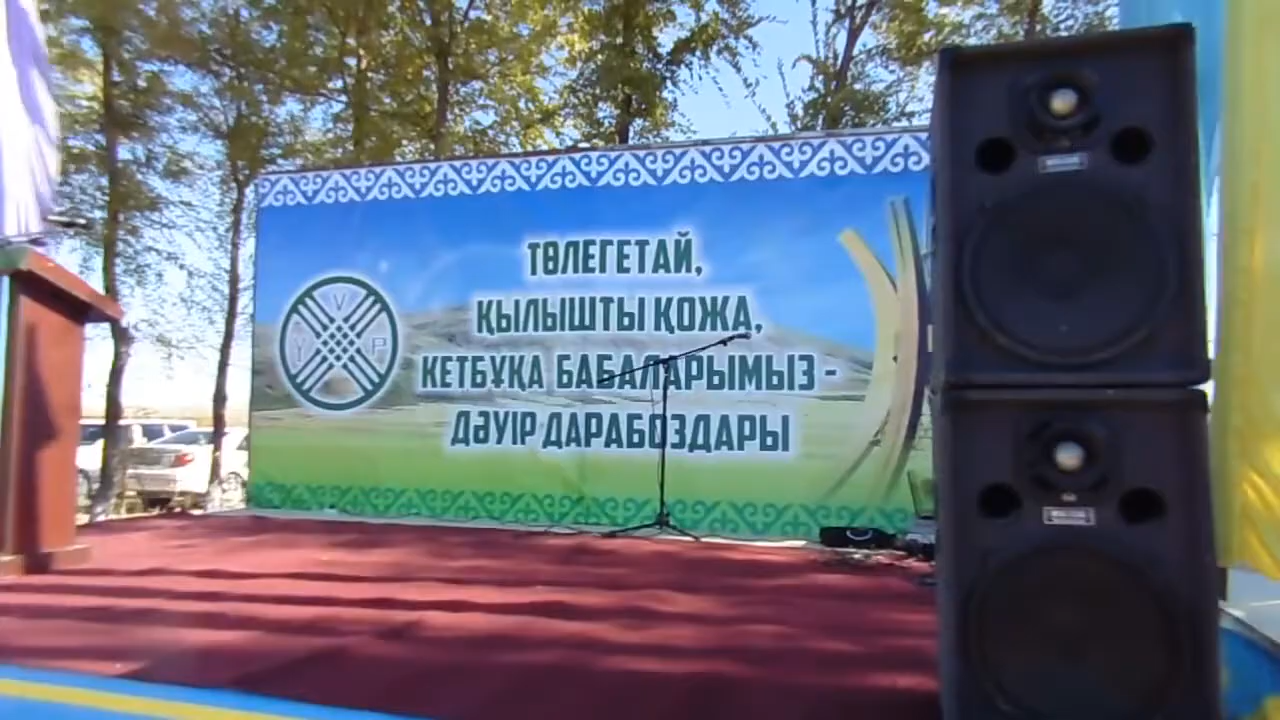 V
Y P
ТӨЛЕГЕТАЙ,
ҚЫЛЫШТЫ ҚОЖА,
КЕТБҰҚА БАБАЛАРЫМЫЗ -
ДӘУІР ДАРАБОЗДАРЫ